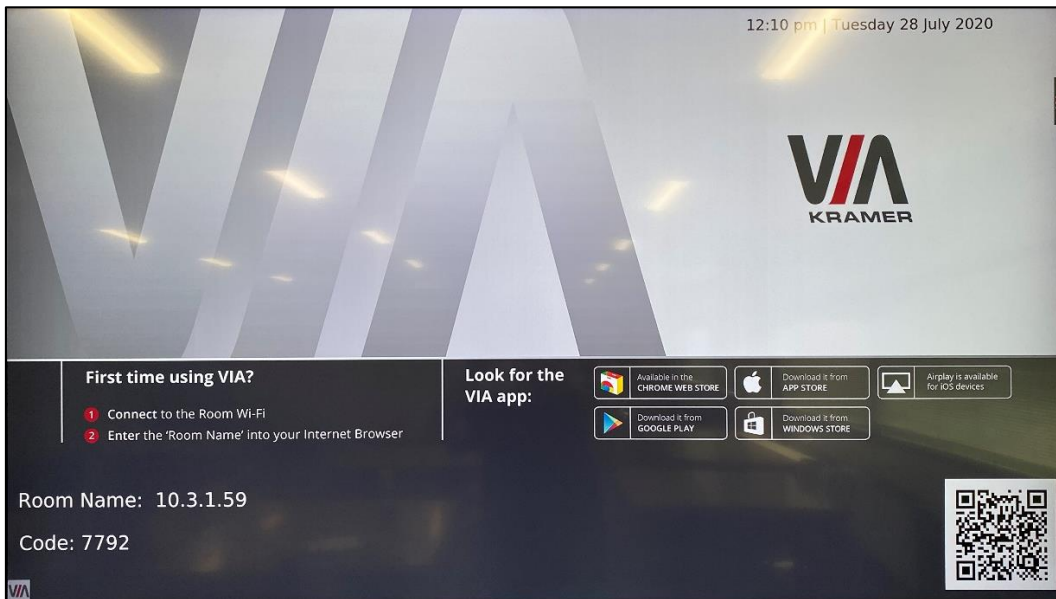 12:10 pm | Tuesday 28 July 2020
VIA
KRAMER
First time using VIA?
1 Connect to the Room Wi-Fi
2 Enter the 'Room Name' into your Internet Browser
Look for the
VIA app:
Available in the
CHROME WEB STORE
Download it from
APP STORE
Airplay is available
for iOS devices
Download it from
GOOGLE PLAY
Download it from
WINDOWS STORE
Room Name: 10.3.1.59
Code: 7792
VIA